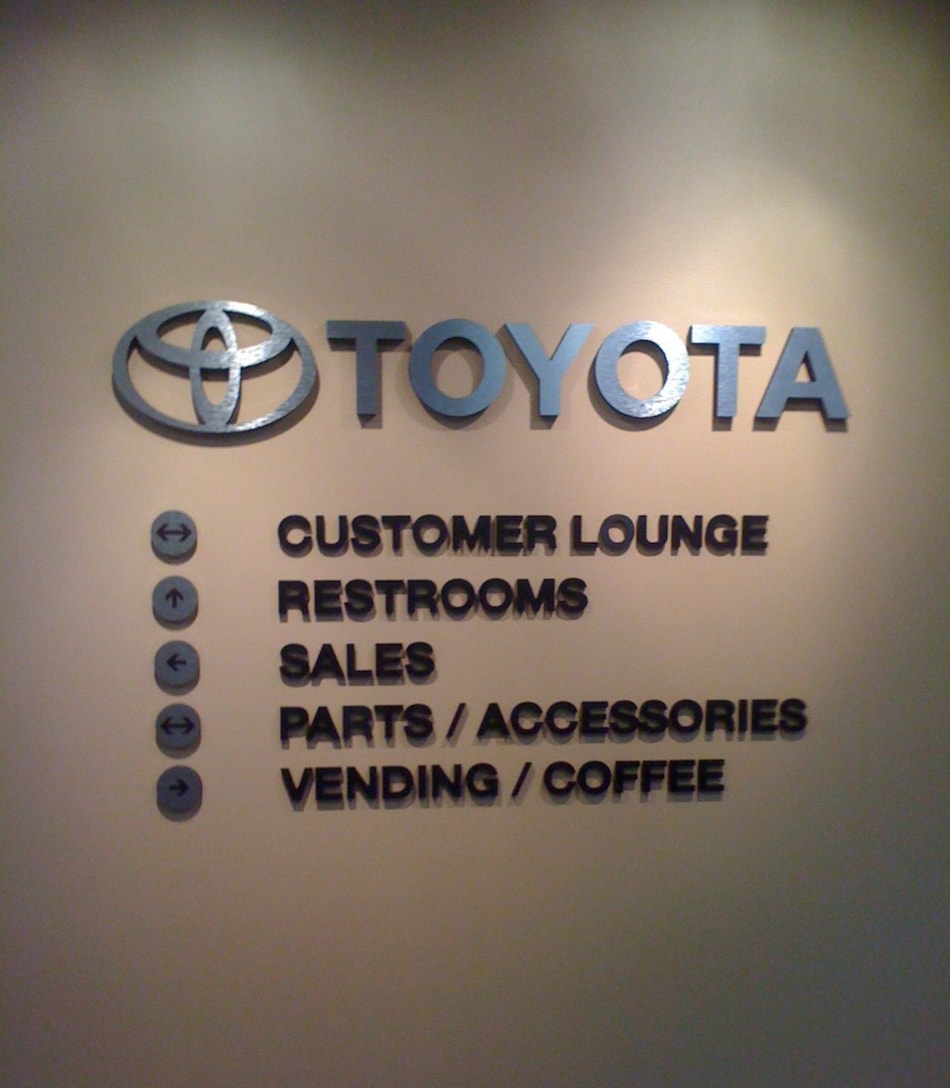 TOYOTA
↔ CUSTOMER LOUNGE
↑ RESTROOMS
← SALES
↔ PARTS / ACCESSORIES
→ VENDING / COFFEE